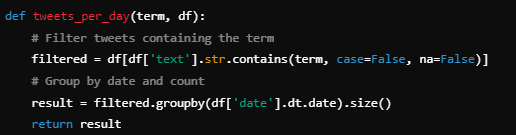 def tweets_per_day(term, df):
    # Filter tweets containing the term
    filtered = df[df['text'].str.contains(term, case=False, na=False)]
    # Group by date and count
    result = filtered.groupby(df['date'].dt.date).size()
    return result